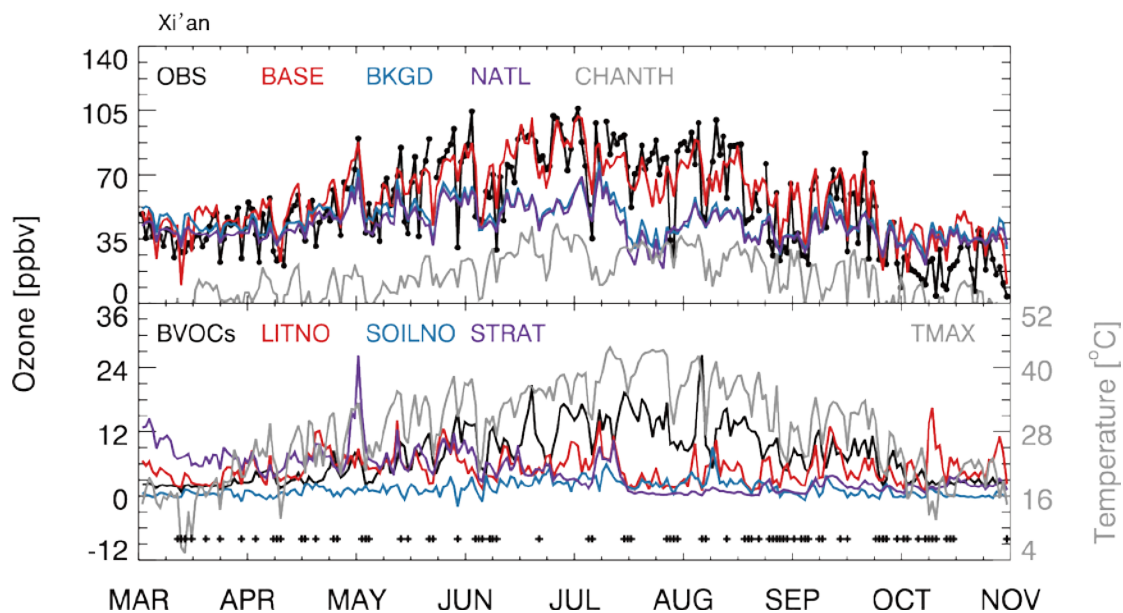 Xi'an
140
OBS BASE BKGD NATL CHANTH
105
70
35
0
Ozone [ppbv]
36 52
BVOCs LITNO SOILNO STRAT TMAX
24 40
12 28
0 16
-12 4
Temperature [°C]
MAR APR MAY JUN JUL AUG SEP OCT NOV